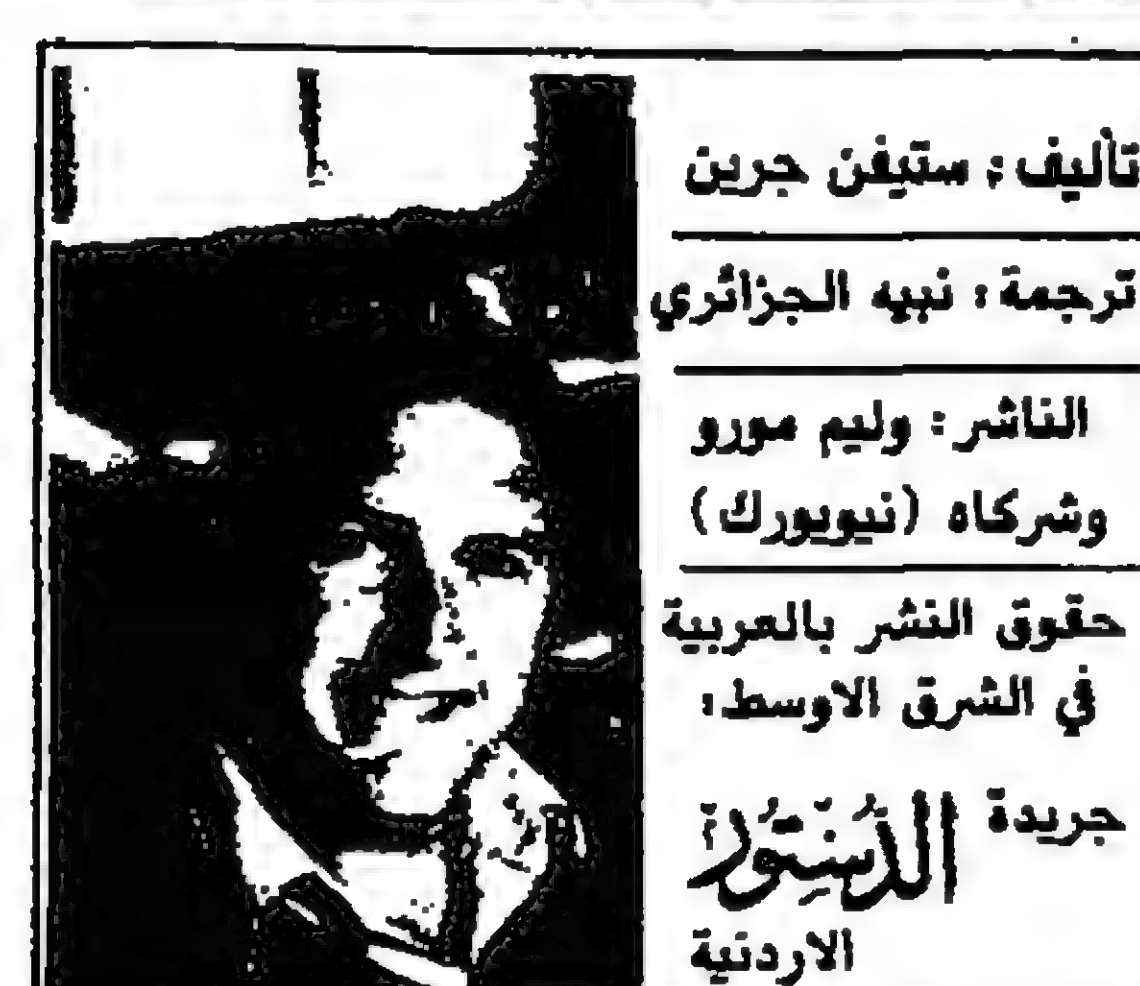 تأليف: ستيفن جرين
ترجمة: نبيه الجزائري
الناشر: وليم مورو
وشركاه (نيويورك)
حقوق النشر بالعربية
في الشرق الاوسط:
جريدة الدستور
الاردنية